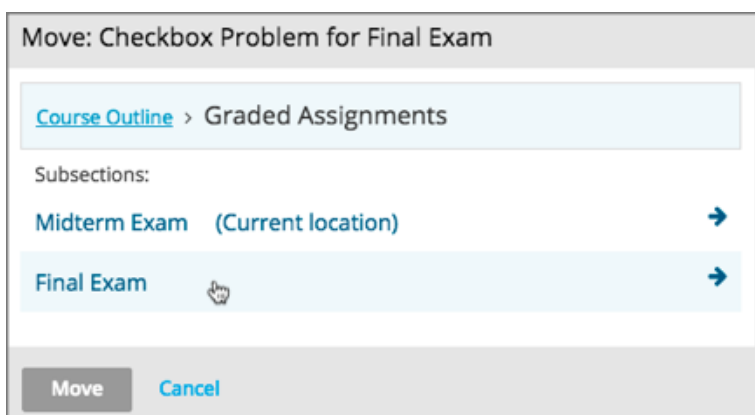 Move: Checkbox Problem for Final Exam
Course Outline > Graded Assignments
Subsections:
Midterm Exam (Current location)
Final Exam
Move Cancel